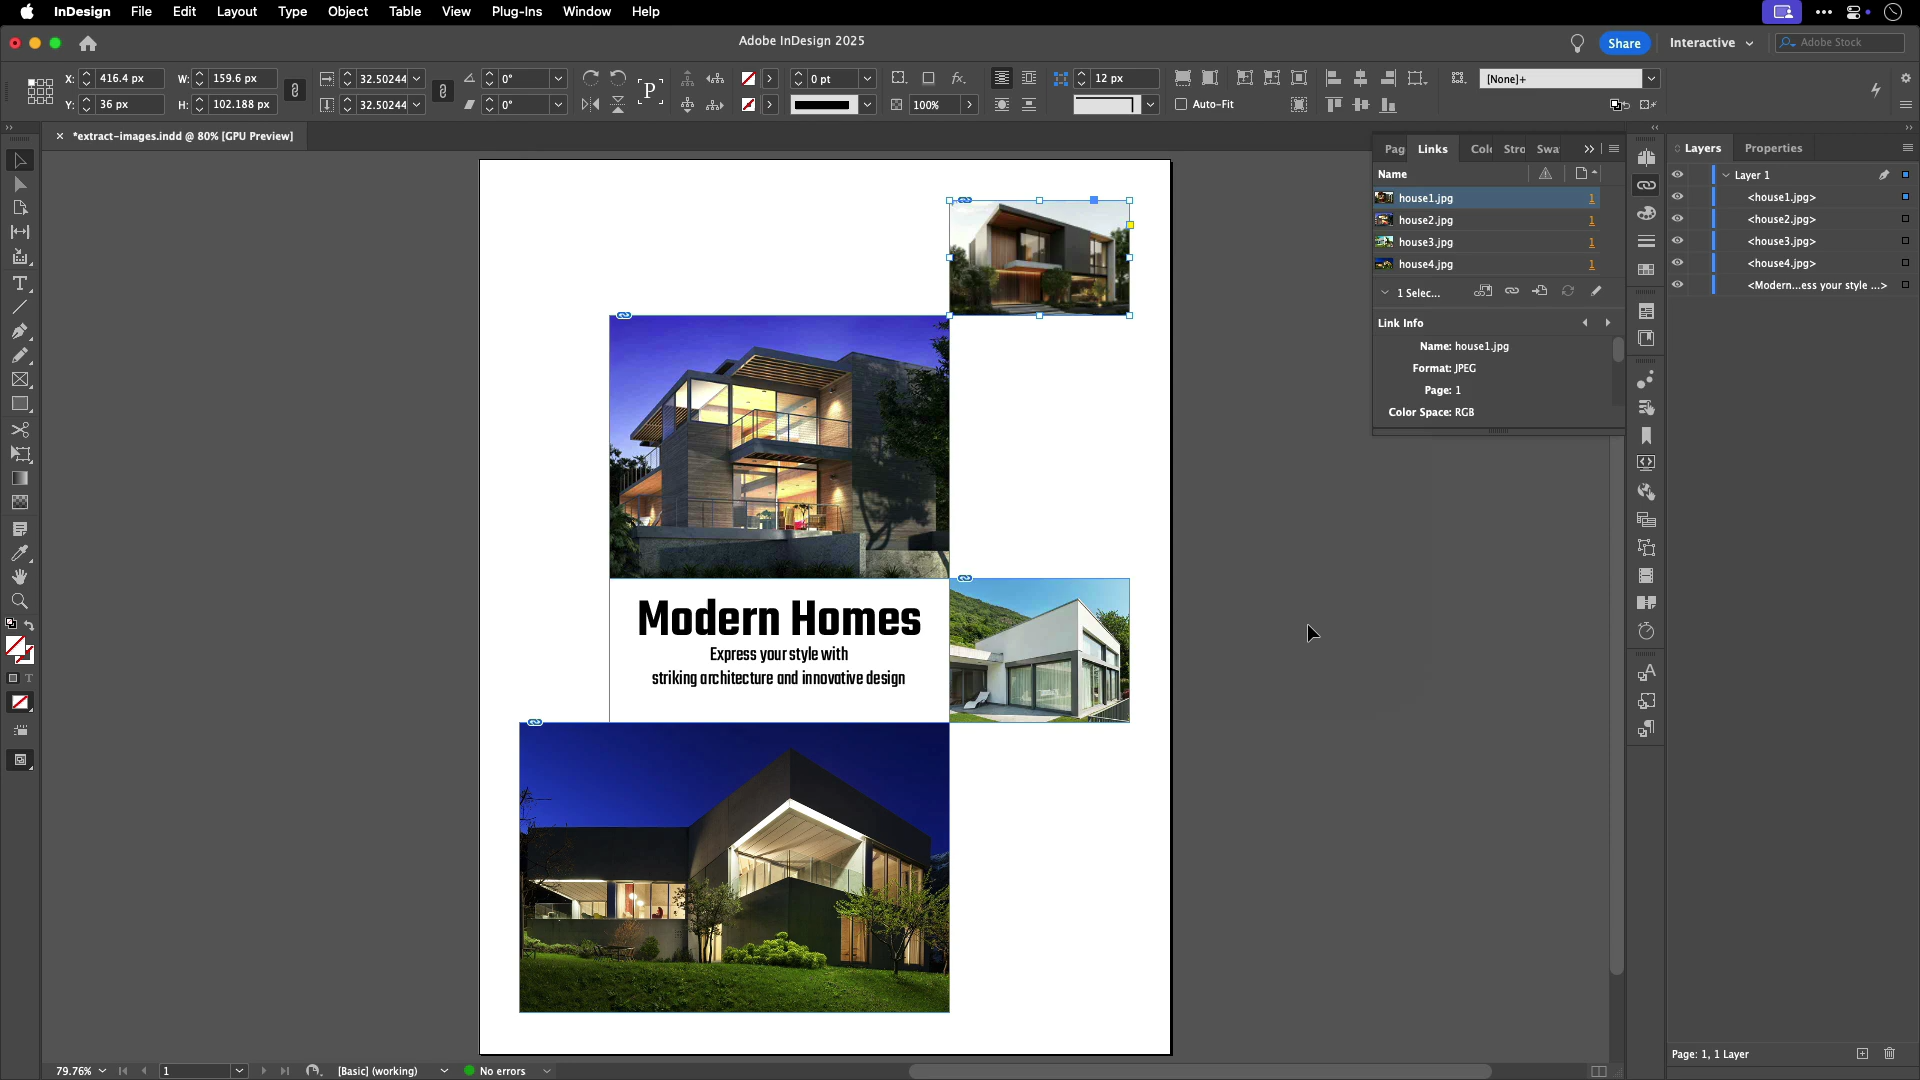 InDesign File Edit Layout Type Object Table View Plug-Ins Window Help
Adobe InDesign 2025
Share
Interactive
Adobe Stock
X: 416.4 px W: 159.6 px 32.50244 0° 0 pt fx. 12 px [None]+
Y: 36 px H: 102.188 px 32.50244 0° P 100% Auto-Fit
*extract-images.indd @ 80% [GPU Preview]
Pag Links Colo Stro Swa
Name
house1.jpg 1
house2.jpg 1
house3.jpg 1
house4.jpg 1
1 Selec...
Link Info
Name: house1.jpg
Format: JPEG
Page: 1
Color Space: RGB
Layers Properties
Layer 1
<house1.jpg>
<house2.jpg>
<house3.jpg>
<house4.jpg>
<Modern...ess your style ...>
Modern Homes
Express your style with
striking architecture and innovative design
Page: 1, 1 Layer
79.76% 1 [Basic] (working) No errors